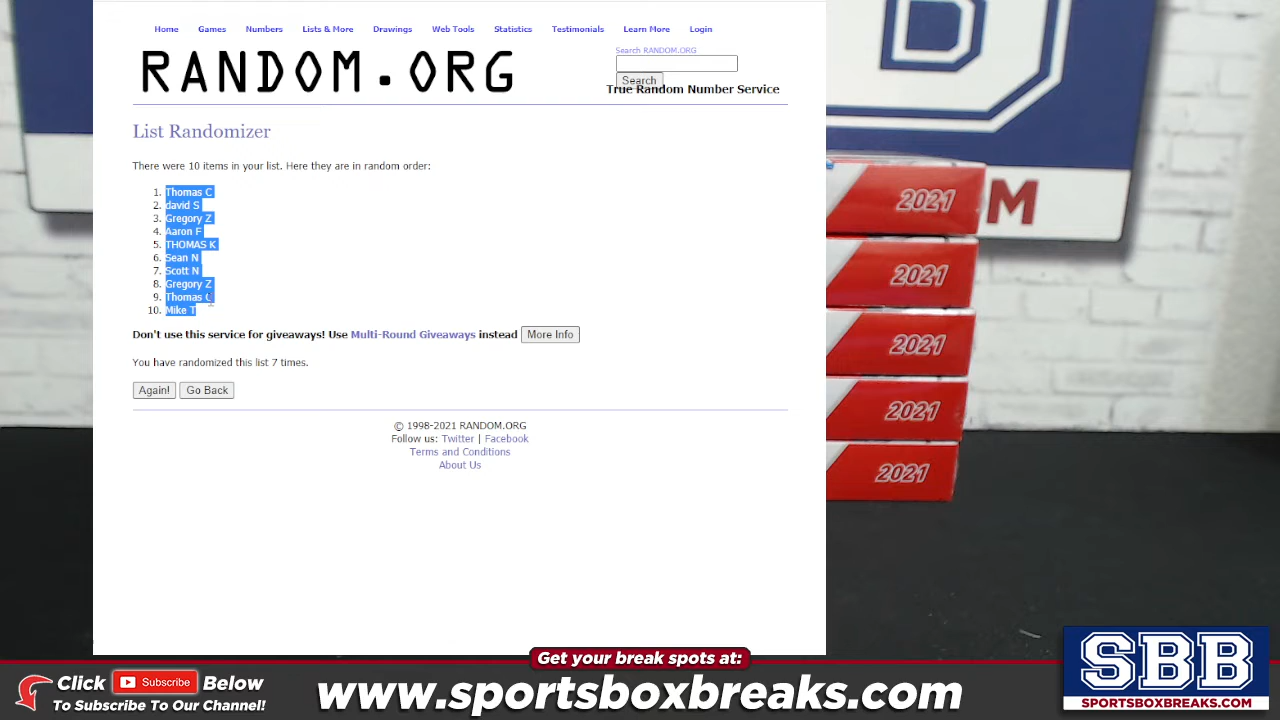 Home Games Numbers Lists & More Drawings Web Tools Statistics Testimonials Learn More Login
RANDOM.ORG
Search RANDOM.ORG
Search
True Random Number Service
List Randomizer
There were 10 items in your list. Here they are in random order:
1. Thomas C
2. david S
3. Gregory Z
4. Aaron F
5. THOMAS K
6. Sean N
7. Scott N
8. Gregory Z
9. Thomas C
10. Mike T
Don't use this service for giveaways! Use Multi-Round Giveaways instead More Info
You have randomized this list 7 times.
Again! Go Back
© 1998-2021 RANDOM.ORG
Follow us: Twitter | Facebook
Terms and Conditions
About Us
M
2021
2021
2021
2021
2021
Get your break spots at:
Click Subscribe Below
To Subscribe To Our Channel!
www.sportsboxbreaks.com
SBB
SPORTSBOXBREAKS.COM